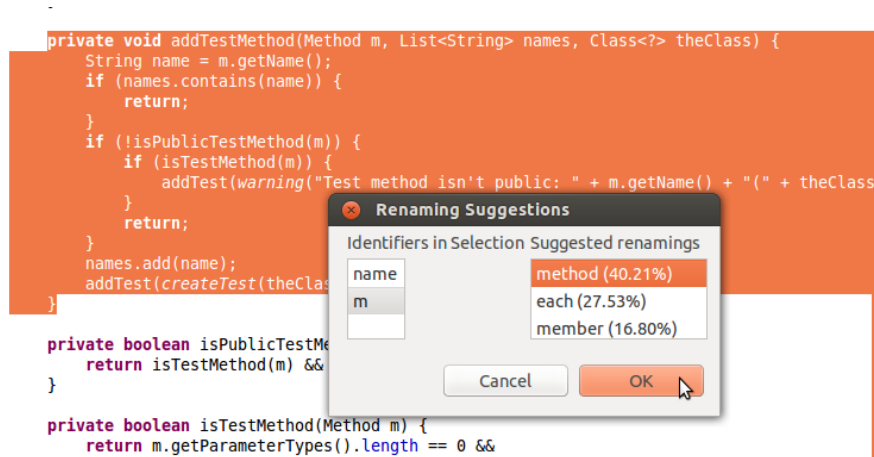 private void addTestMethod(Method m, List<String> names, Class<?> theClass) {
String name = m.getName();
if (names.contains(name)) {
return;
}
if (!isPublicTestMethod(m)) {
if (isTestMethod(m)) {
addTest(warning("Test method isn't public: " + m.getName() + "(" + theClass
}
return;
}
names.add(name);
addTest(createTest(theClas
}
private boolean isPublicTestMe
return isTestMethod(m) &&
}
private boolean isTestMethod(Method m) {
return m.getParameterTypes().length == 0 &&
Renaming Suggestions
Identifiers in Selection Suggested renamings
name method (40.21%)
m each (27.53%)
member (16.80%)
Cancel OK